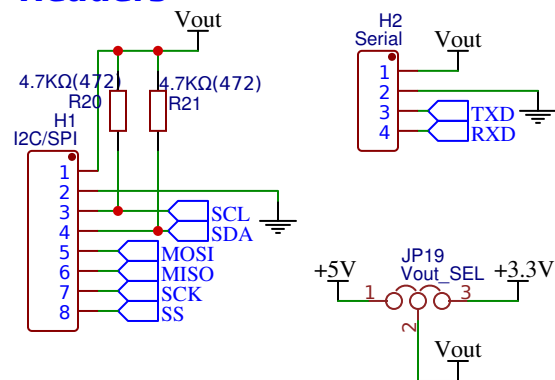 Headers
Vout
4.7KΩ(472)
4.7KΩ(472)
R20
R21
H1
I2C/SPI
1
2
3
4
5
6
7
8
SCL
SDA
MOSI
MISO
SCK
SS
H2
Serial
Vout
1
2
3
4
TXD
RXD
JP19
Vout_SEL
+5V
+3.3V
1
3
2
Vout